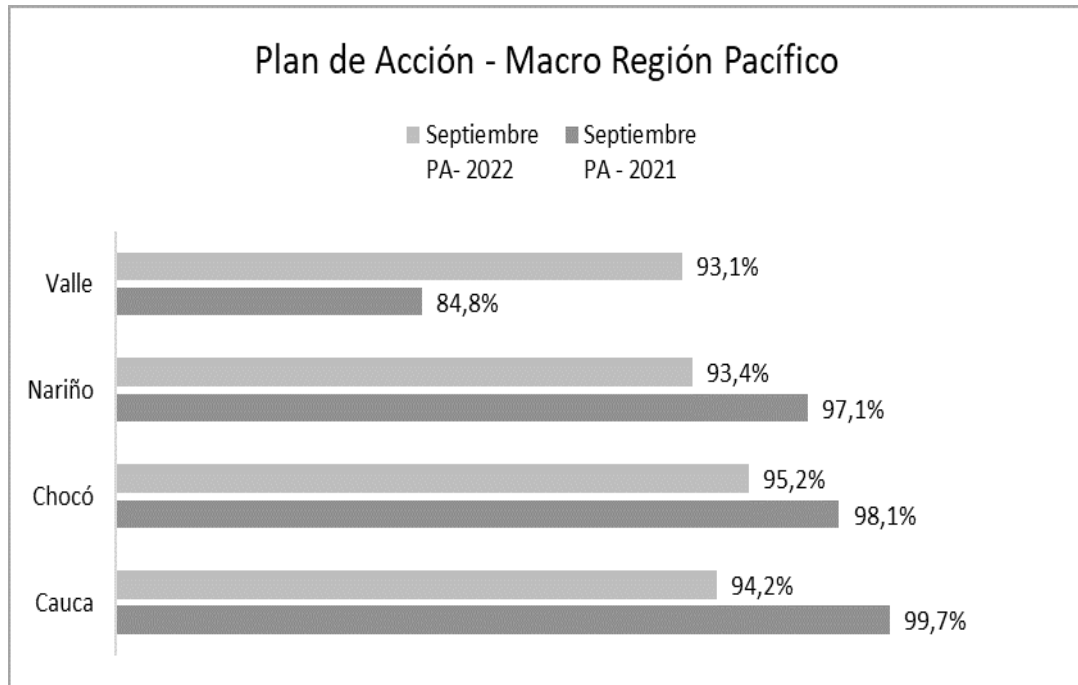 Plan de Acción - Macro Región Pacífico
Septiembre PA- 2022
Septiembre PA - 2021
Valle
93,1%
84,8%
Nariño
93,4%
97,1%
Chocó
95,2%
98,1%
Cauca
94,2%
99,7%